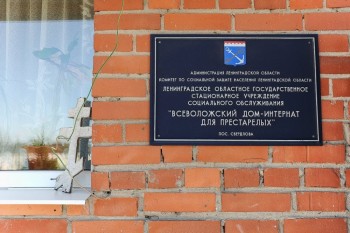 АДМИНИСТРАЦИЯ ЛЕНИНГРАДСКОЙ ОБЛАСТИ
КОМИТЕТ ПО СОЦИАЛЬНОЙ ЗАЩИТЕ НАСЕЛЕНИЯ ЛЕНИНГРАДСКОЙ ОБЛАСТИ
ЛЕНИНГРАДСКОЕ ОБЛАСТНОЕ ГОСУДАРСТВЕННОЕ
СТАЦИОНАРНОЕ УЧРЕЖДЕНИЕ
СОЦИАЛЬНОГО ОБСЛУЖИВАНИЯ
"ВСЕВОЛОЖСКИЙ ДОМ-ИНТЕРНАТ
ДЛЯ ПРЕСТАРЕЛЫХ"
ПОС. СВЕРДЛОВА